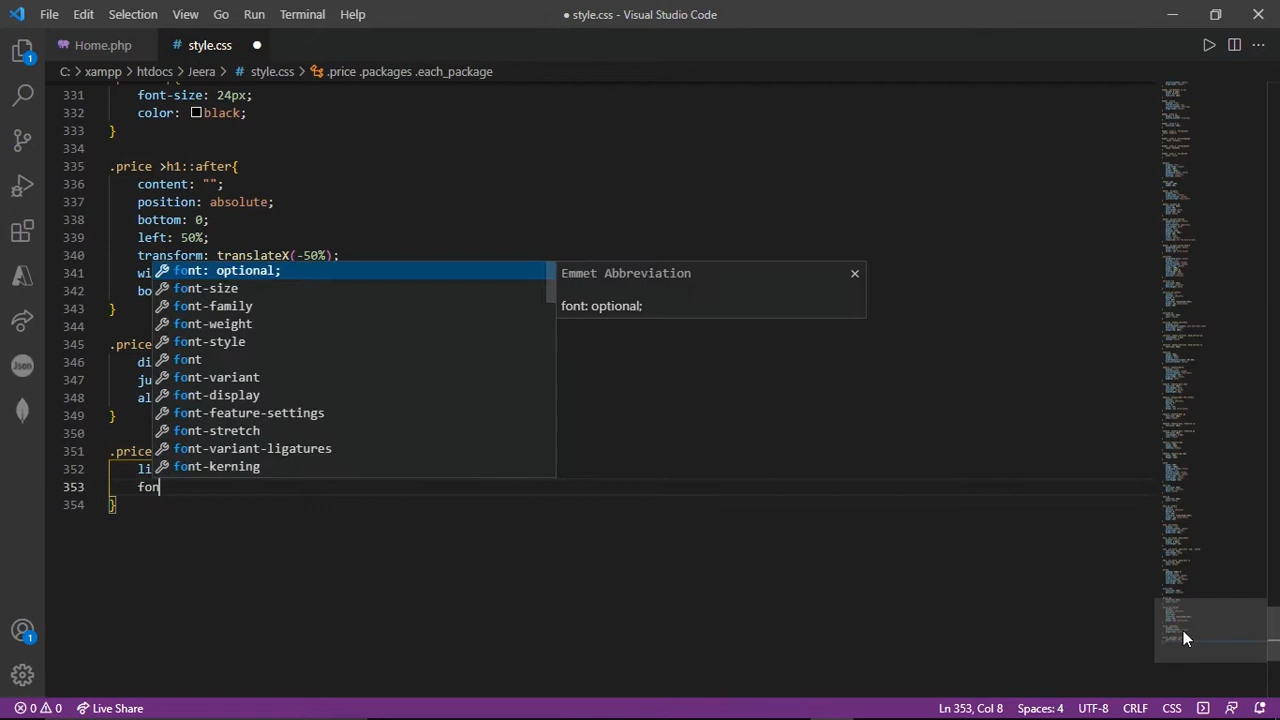 File Edit Selection View Go Run Terminal Help
● style.css - Visual Studio Code
Home.php
style.css
C: > xampp > htdocs > Jeera > # style.css > .price .packages .each_package
331 font-size: 24px;
332 color: black;
333 }
334
335 .price >h1::after{
336 content: "";
337 position: absolute;
338 bottom: 0;
339 left: 50%;
340 transform: translateX(-50%);
341 wi
342 bo
343 }
344
345 .price
346 di
347 ju
348 al
349 }
350
351 .price
352 li
353 fon
354 }
font: optional;
font-size
font-family
font-weight
font-style
font
font-variant
font-display
font-feature-settings
font-stretch
font-variant-ligatures
font-kerning
Emmet Abbreviation
font: optional;
Json
1
1
0 0 Live Share
Ln 353, Col 8 Spaces: 4 UTF-8 CRLF CSS